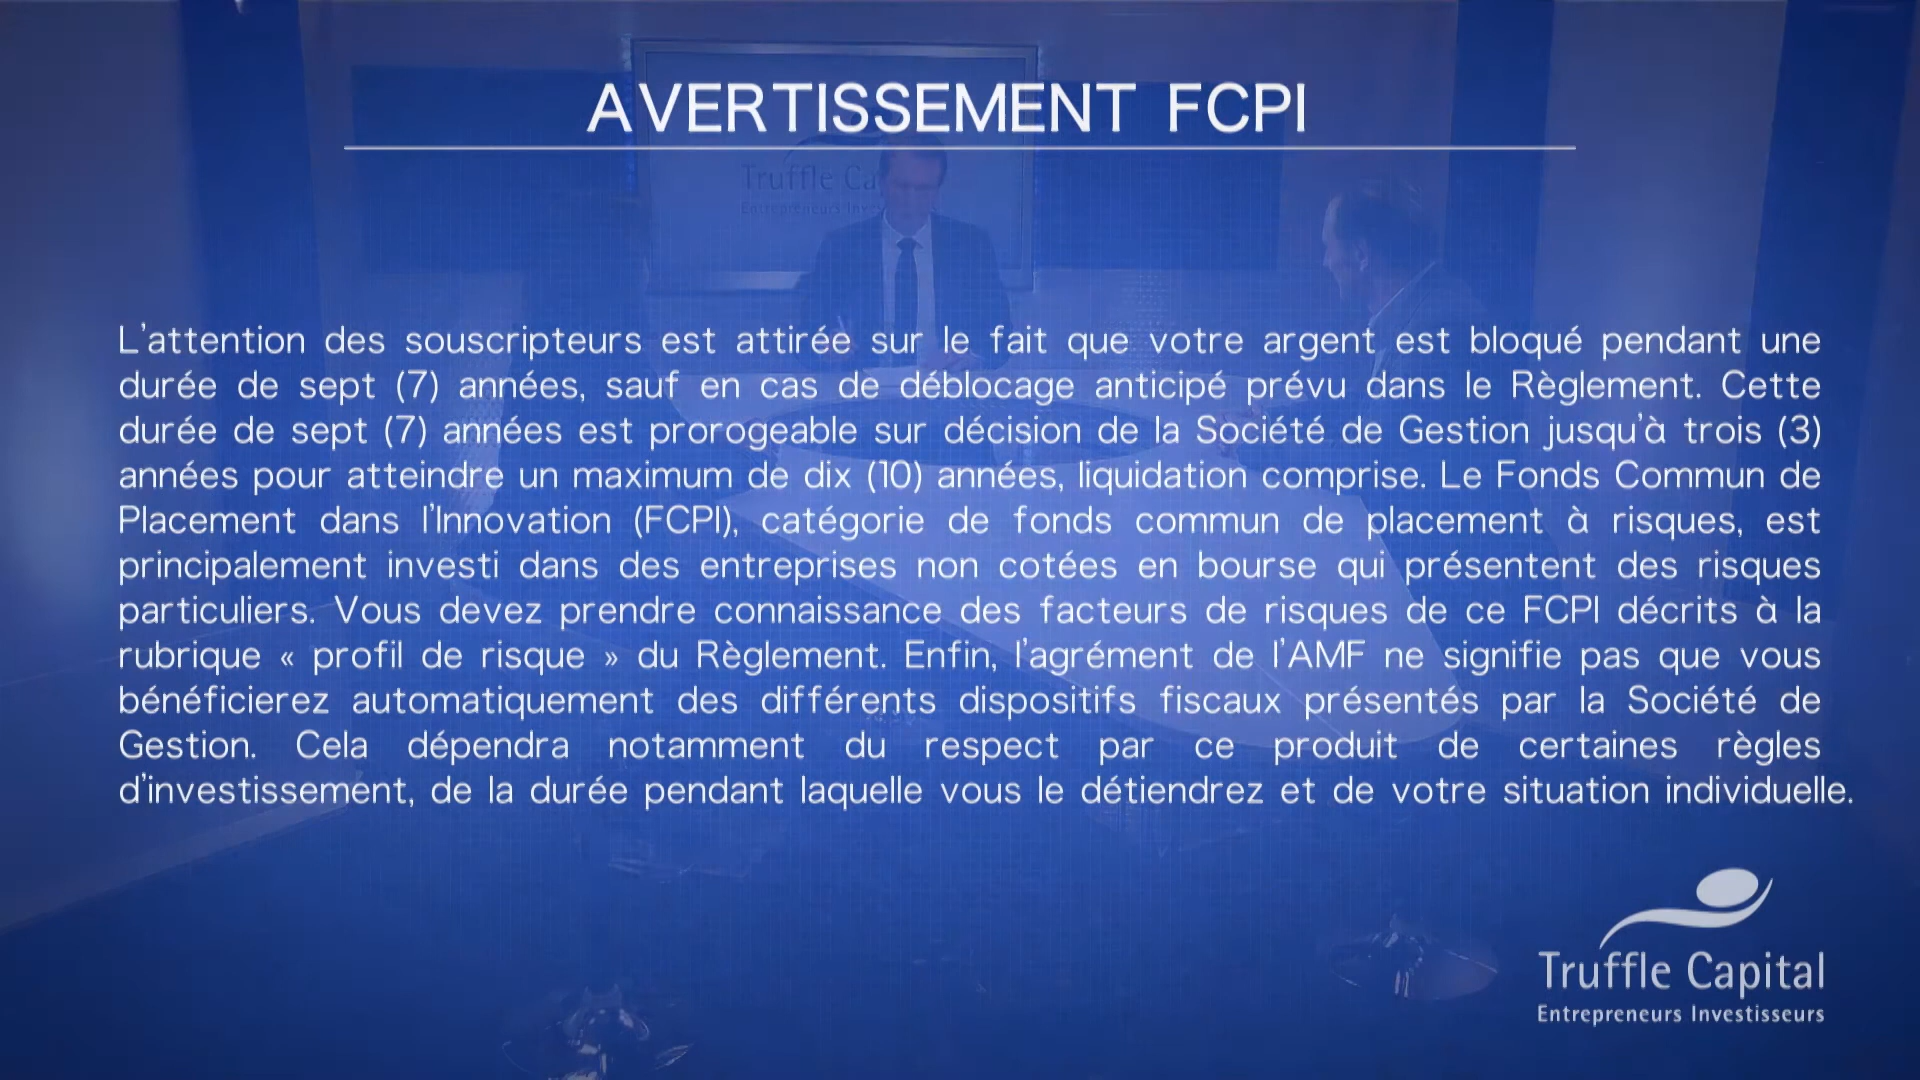 AVERTISSEMENT FCPI
Truffle Ca
Entrepreneurs Inves
L'attention des souscripteurs est attirée sur le fait que votre argent est bloqué pendant une
durée de sept (7) années, sauf en cas de déblocage anticipé prévu dans le Règlement. Cette
durée de sept (7) années est prorogeable sur décision de la Société de Gestion jusqu'à trois (3)
années pour atteindre un maximum de dix (10) années, liquidation comprise. Le Fonds Commun de
Placement dans l'Innovation (FCPI), catégorie de fonds commun de placement à risques, est
principalement investi dans des entreprises non cotées en bourse qui présentent des risques
particuliers. Vous devez prendre connaissance des facteurs de risques de ce FCPI décrits à la
rubrique « profil de risque » du Règlement. Enfin, l'agrément de l'AMF ne signifie pas que vous
bénéficierez automatiquement des différents dispositifs fiscaux présentés par la Société de
Gestion. Cela dépendra notamment du respect par ce produit de certaines règles
d'investissement, de la durée pendant laquelle vous le détiendrez et de votre situation individuelle.
Truffle Capital
Entrepreneurs Investisseurs